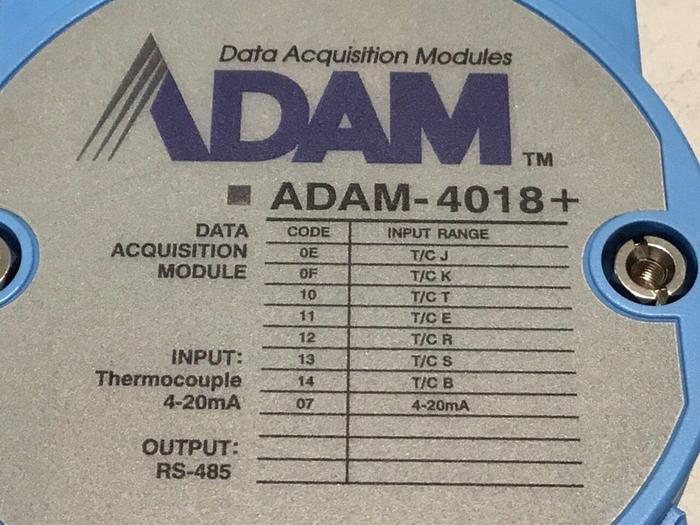 Data Acquisition Modules
ADAM TM
ADAM-4018+
DATA
ACQUISITION
MODULE
INPUT:
Thermocouple
4-20mA
OUTPUT:
RS-485
CODE INPUT RANGE
0E T/C J
0F T/C K
10 T/C T
11 T/C E
12 T/C R
13 T/C S
14 T/C B
07 4-20mA